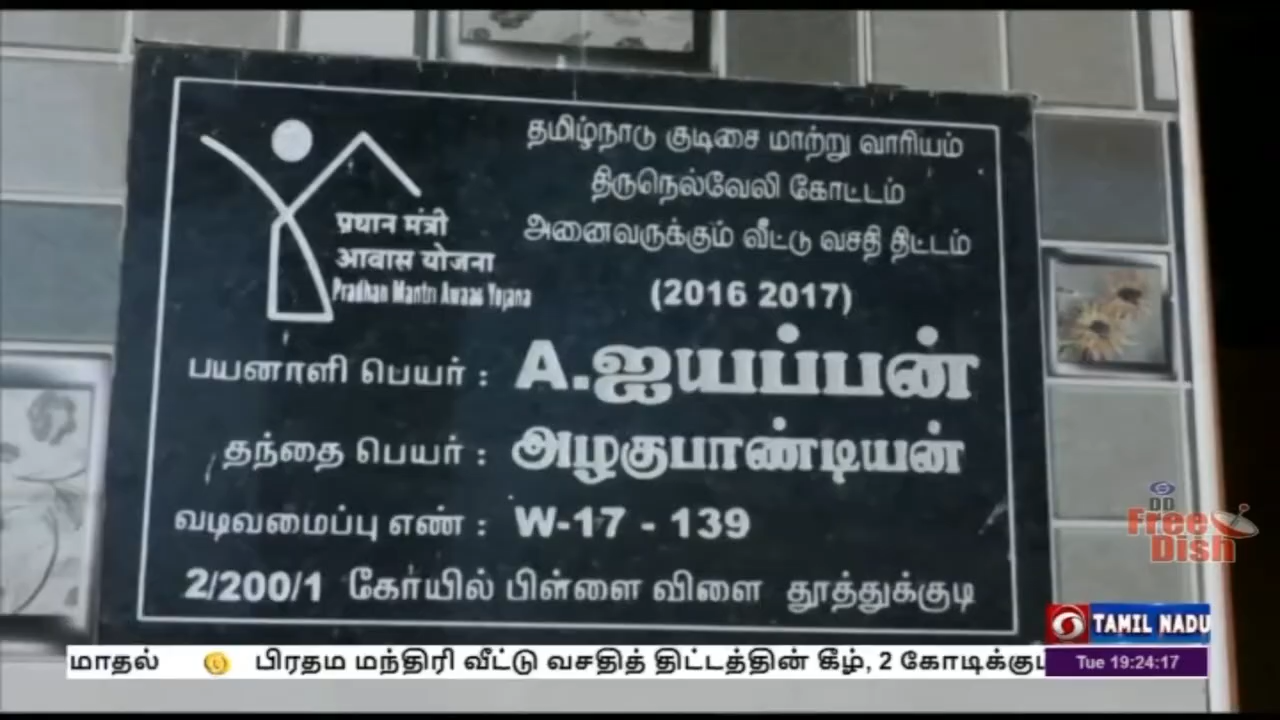 தமிழ்நாடு குடிசை மாற்று வாரியம்
திருநெல்வேலி கோட்டம்
அனைவருக்கும் வீட்டு வசதி திட்டம்
(2016 2017)
प्रधान मंत्री
आवास योजना
Pradhan Mantri Awaas Yojana
பயனாளி பெயர் : A.ஐயப்பன்
தந்தை பெயர் : அழகுபாண்டியன்
வடிவமைப்பு எண் : W-17 - 139
2/200/1 கேர்யில் பிள்ளை விளை தூத்துக்குடி
DD
Free
Dish
TAMIL NADU
மாதல் பிரதம மந்திரி வீட்டு வசதித் திட்டத்தின் கீழ், 2 கோடிக்கும்
Tue 19:24:17